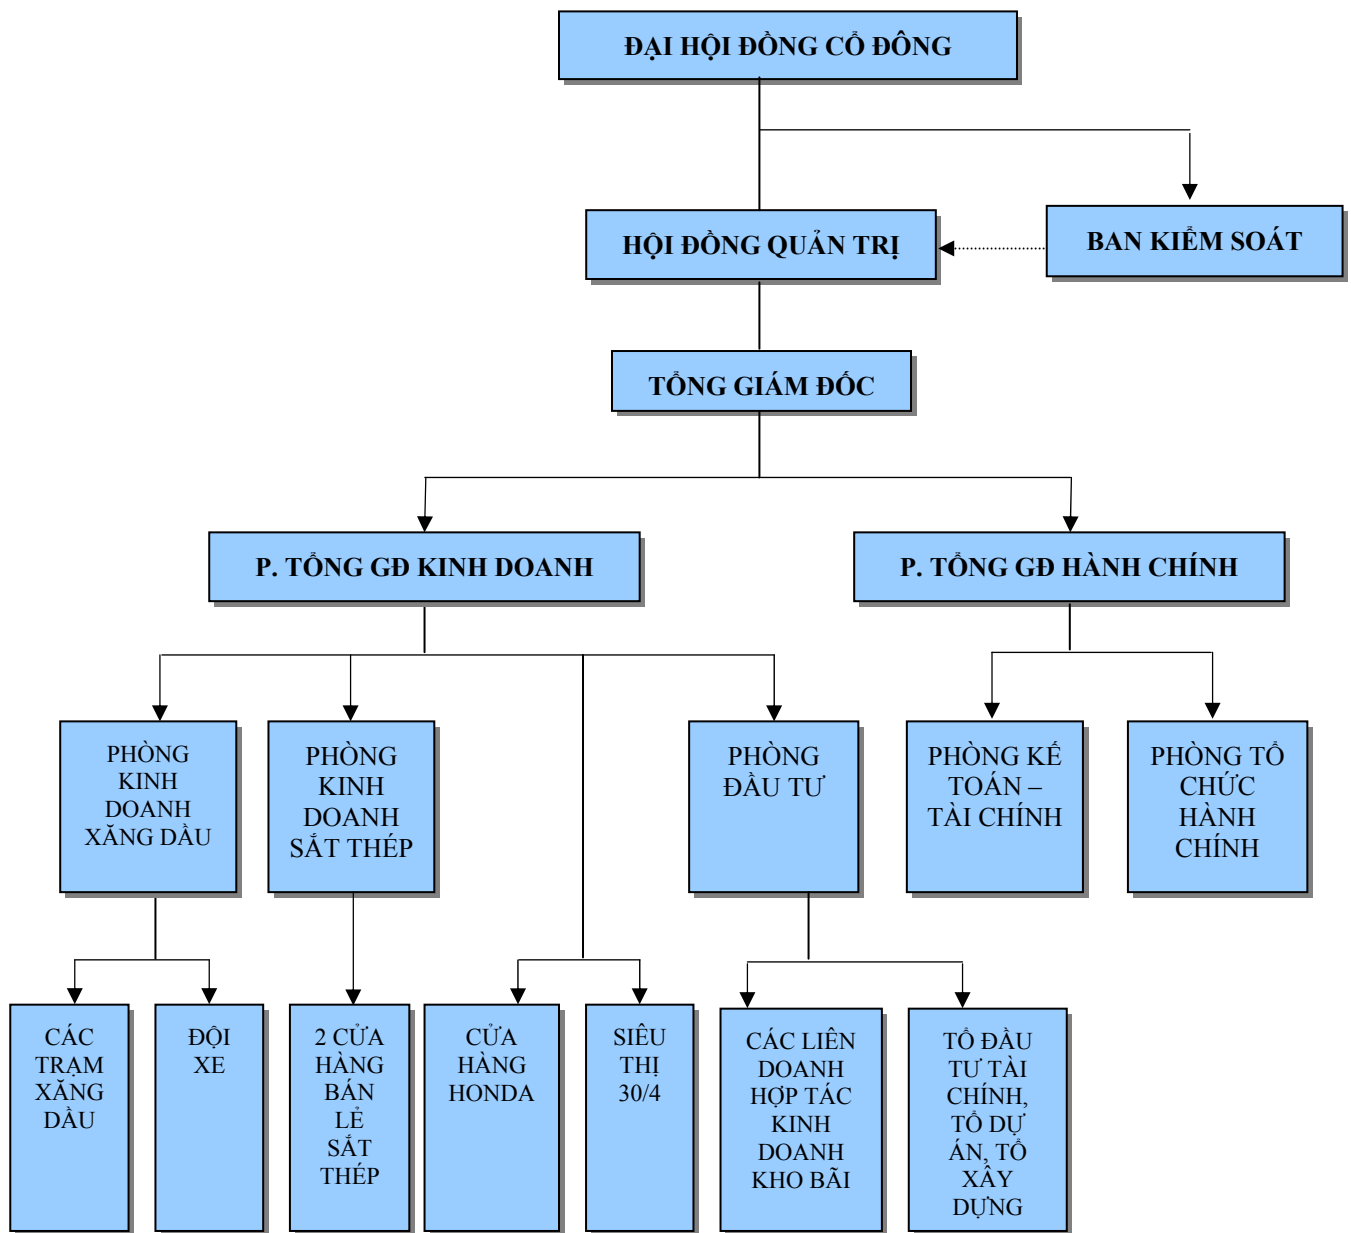 ĐẠI HỘI ĐỒNG CỔ ĐÔNG
HỘI ĐỒNG QUẢN TRỊ
BAN KIỂM SOÁT
TỔNG GIÁM ĐỐC
P. TỔNG GĐ KINH DOANH
P. TỔNG GĐ HÀNH CHÍNH
PHÒNG
KINH
DOANH
XĂNG DẦU
PHÒNG
KINH
DOANH
SẮT THÉP
PHÒNG
ĐẦU TƯ
PHÒNG KẾ
TOÁN –
TÀI CHÍNH
PHÒNG TỔ
CHỨC
HÀNH
CHÍNH
CÁC
TRẠM
XĂNG
DẦU
ĐỘI
XE
2 CỬA
HÀNG
BÁN
LẺ
SẮT
THÉP
CỬA
HÀNG
HONDA
SIÊU
THỊ
30/4
CÁC LIÊN
DOANH
HỢP TÁC
KINH
DOANH
KHO BÃI
TỔ ĐẦU
TƯ TÀI
CHÍNH,
TỔ DỰ
ÁN, TỔ
XÂY
DỰNG